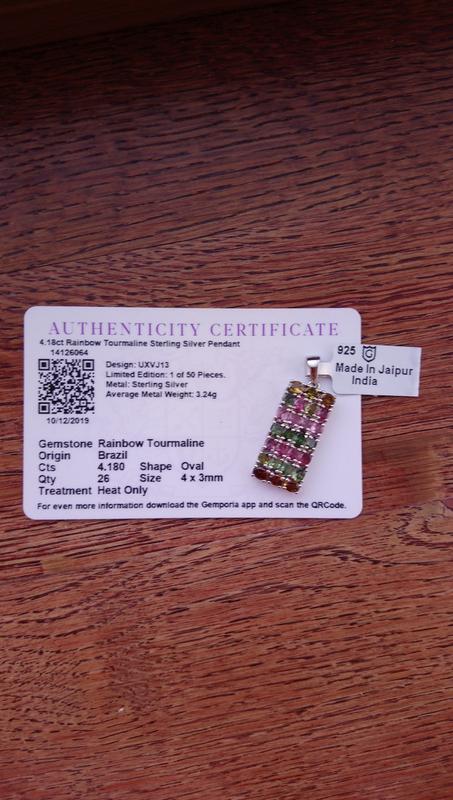 AUTHENTICITY CERTIFICATE
4.18ct Rainbow Tourmaline Sterling Silver Pendant
14126064
Design: UXVJ13
Limited Edition: 1 of 50 Pieces.
Metal: Sterling Silver
Average Metal Weight: 3.24g
10/12/2019
Gemstone Rainbow Tourmaline
Origin Brazil
Cts 4.180 Shape Oval
Qty 26 Size 4 x 3mm
Treatment Heat Only
For even more information download the Gemporia app and scan the QRCode.
925
Made In Jaipur
India